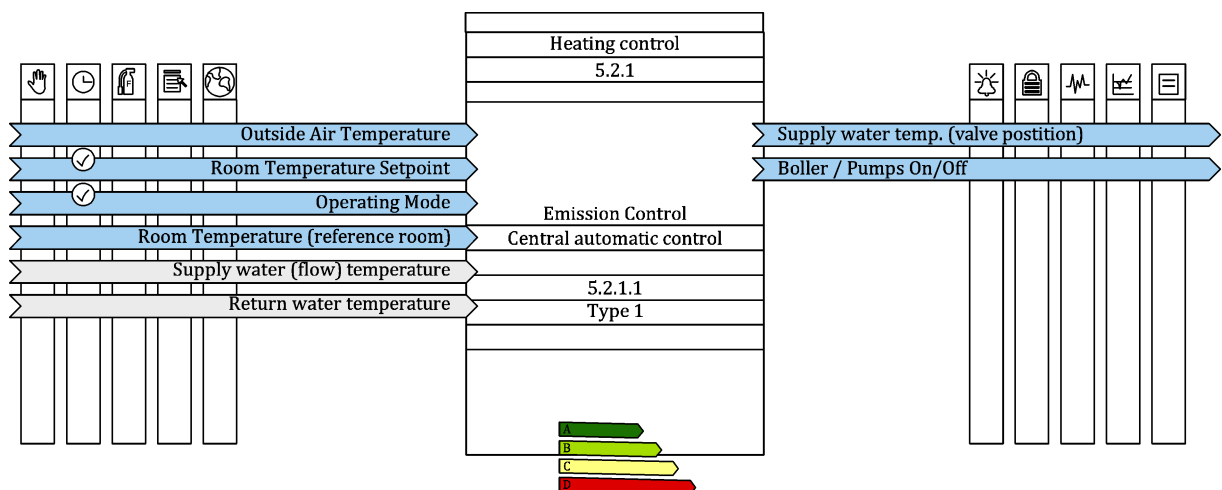 Heating control
5.2.1
F
Outside Air Temperature
Room Temperature Setpoint
Operating Mode
Room Temperature (reference room)
Supply water (flow) temperature
Return water temperature
Emission Control
Central automatic control
5.2.1.1
Type 1
Supply water temp. (valve postition)
Boller / Pumps On/Off
A
B
C
D